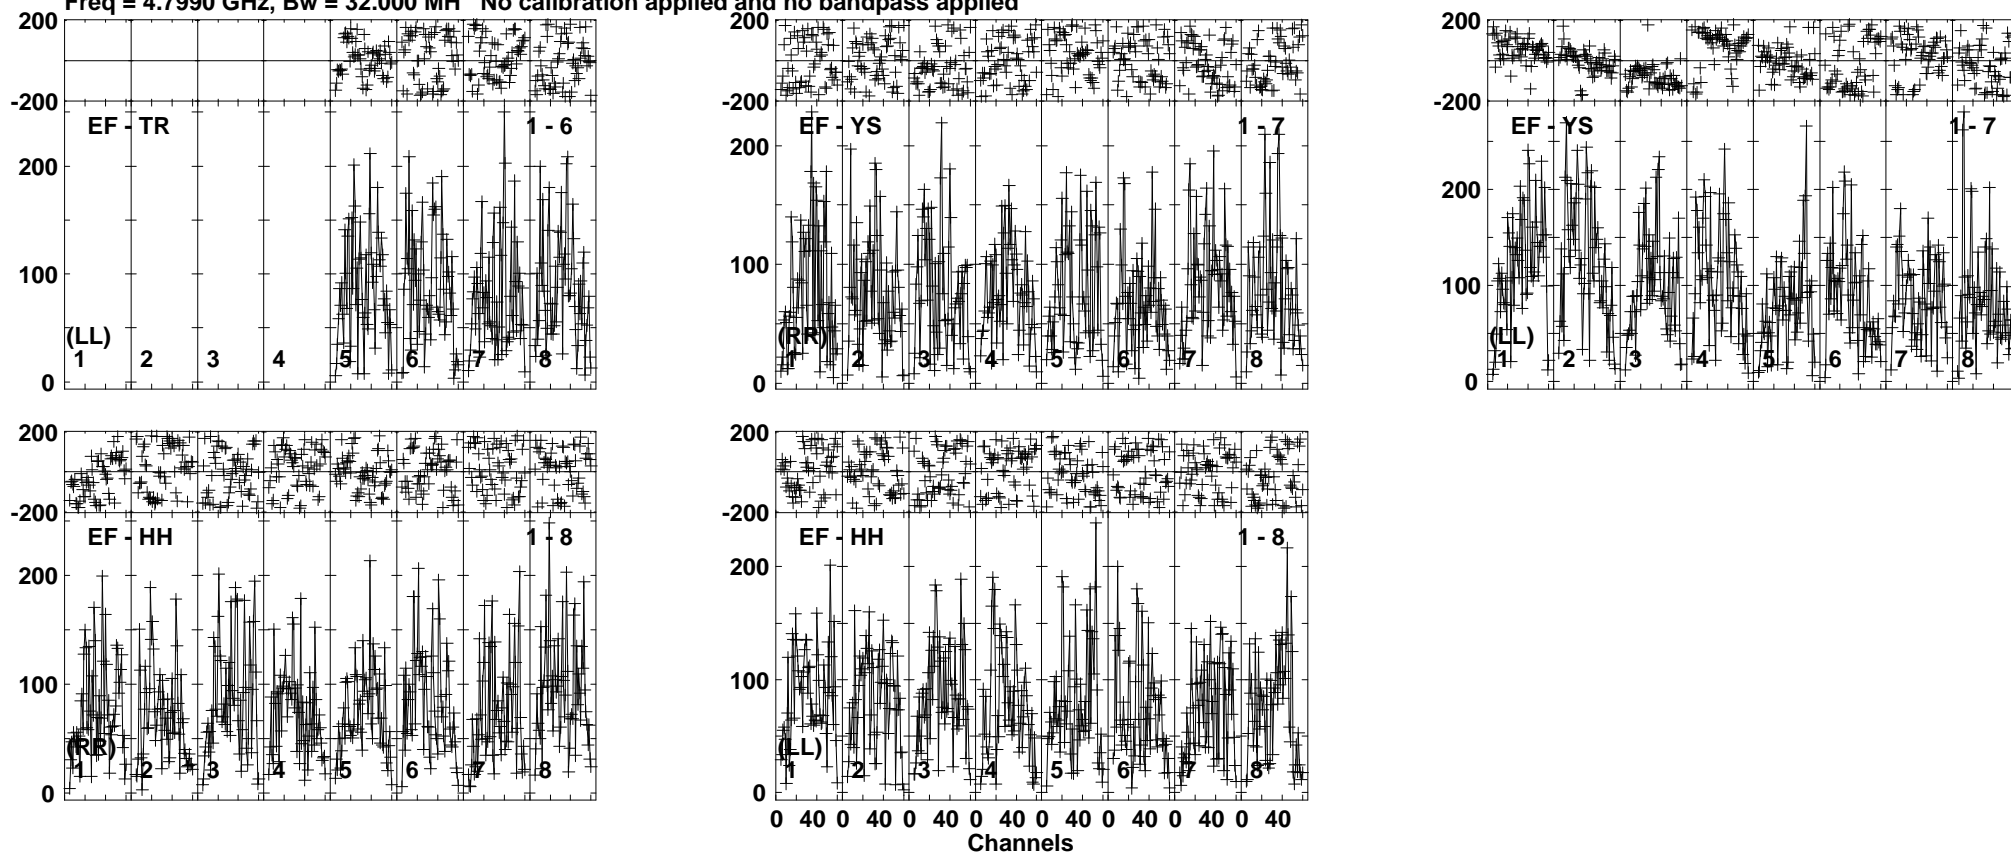 Freq = 4.7990 GHz, Bw = 32.000 MH No calibration applied and no bandpass applied
200 200 200
-200 -200 -200
EF - TR 1 - 6 EF - YS 1 - 7 EF - YS 1 - 7
200 200 200
100 100 100
(LL) (RR) (LL)
1 2 3 4 5 6 7 8 1 2 3 4 5 6 7 8 1 2 3 4 5 6 7 8
0 0 0
200 200
-200 -200
EF - HH 1 - 8 EF - HH 1 - 8
200 200
100 100
(RR) (LL)
1 2 3 4 5 6 7 8 1 2 3 4 5 6 7 8
0 0
0 40 0 40 0 40 0 40 0 40 0 40 0 40 0 40
Channels